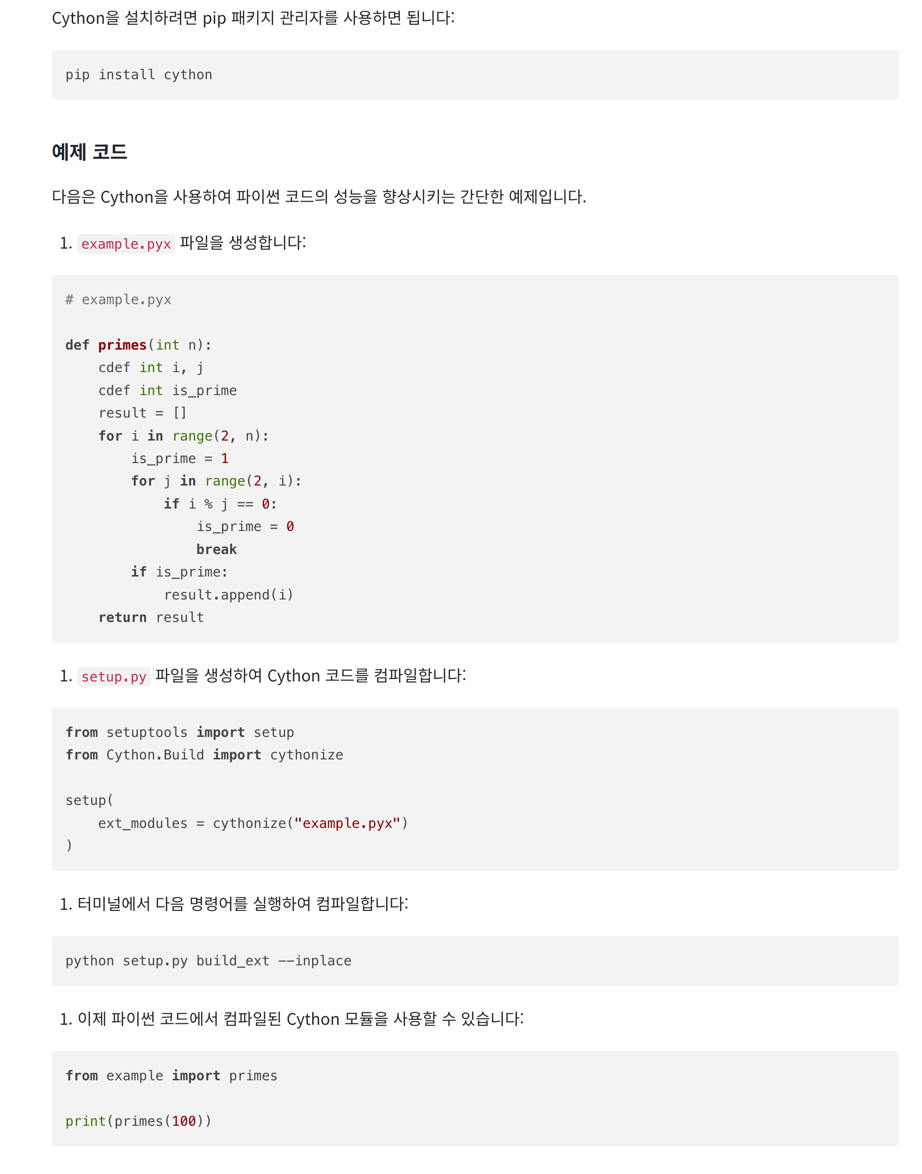 Cython을 설치하려면 pip 패키지 관리자를 사용하면 됩니다:
pip install cython
예제 코드
다음은 Cython을 사용하여 파이썬 코드의 성능을 향상시키는 간단한 예제입니다.
1. example.pyx 파일을 생성합니다:
# example.pyx
def primes(int n):
    cdef int i, j
    cdef int is_prime
    result = []
    for i in range(2, n):
        is_prime = 1
        for j in range(2, i):
            if i % j == 0:
                is_prime = 0
                break
        if is_prime:
            result.append(i)
    return result
1. setup.py 파일을 생성하여 Cython 코드를 컴파일합니다:
from setuptools import setup
from Cython.Build import cythonize
setup(
    ext_modules = cythonize("example.pyx")
)
1. 터미널에서 다음 명령어를 실행하여 컴파일합니다:
python setup.py build_ext --inplace
1. 이제 파이썬 코드에서 컴파일된 Cython 모듈을 사용할 수 있습니다:
from example import primes
print(primes(100))